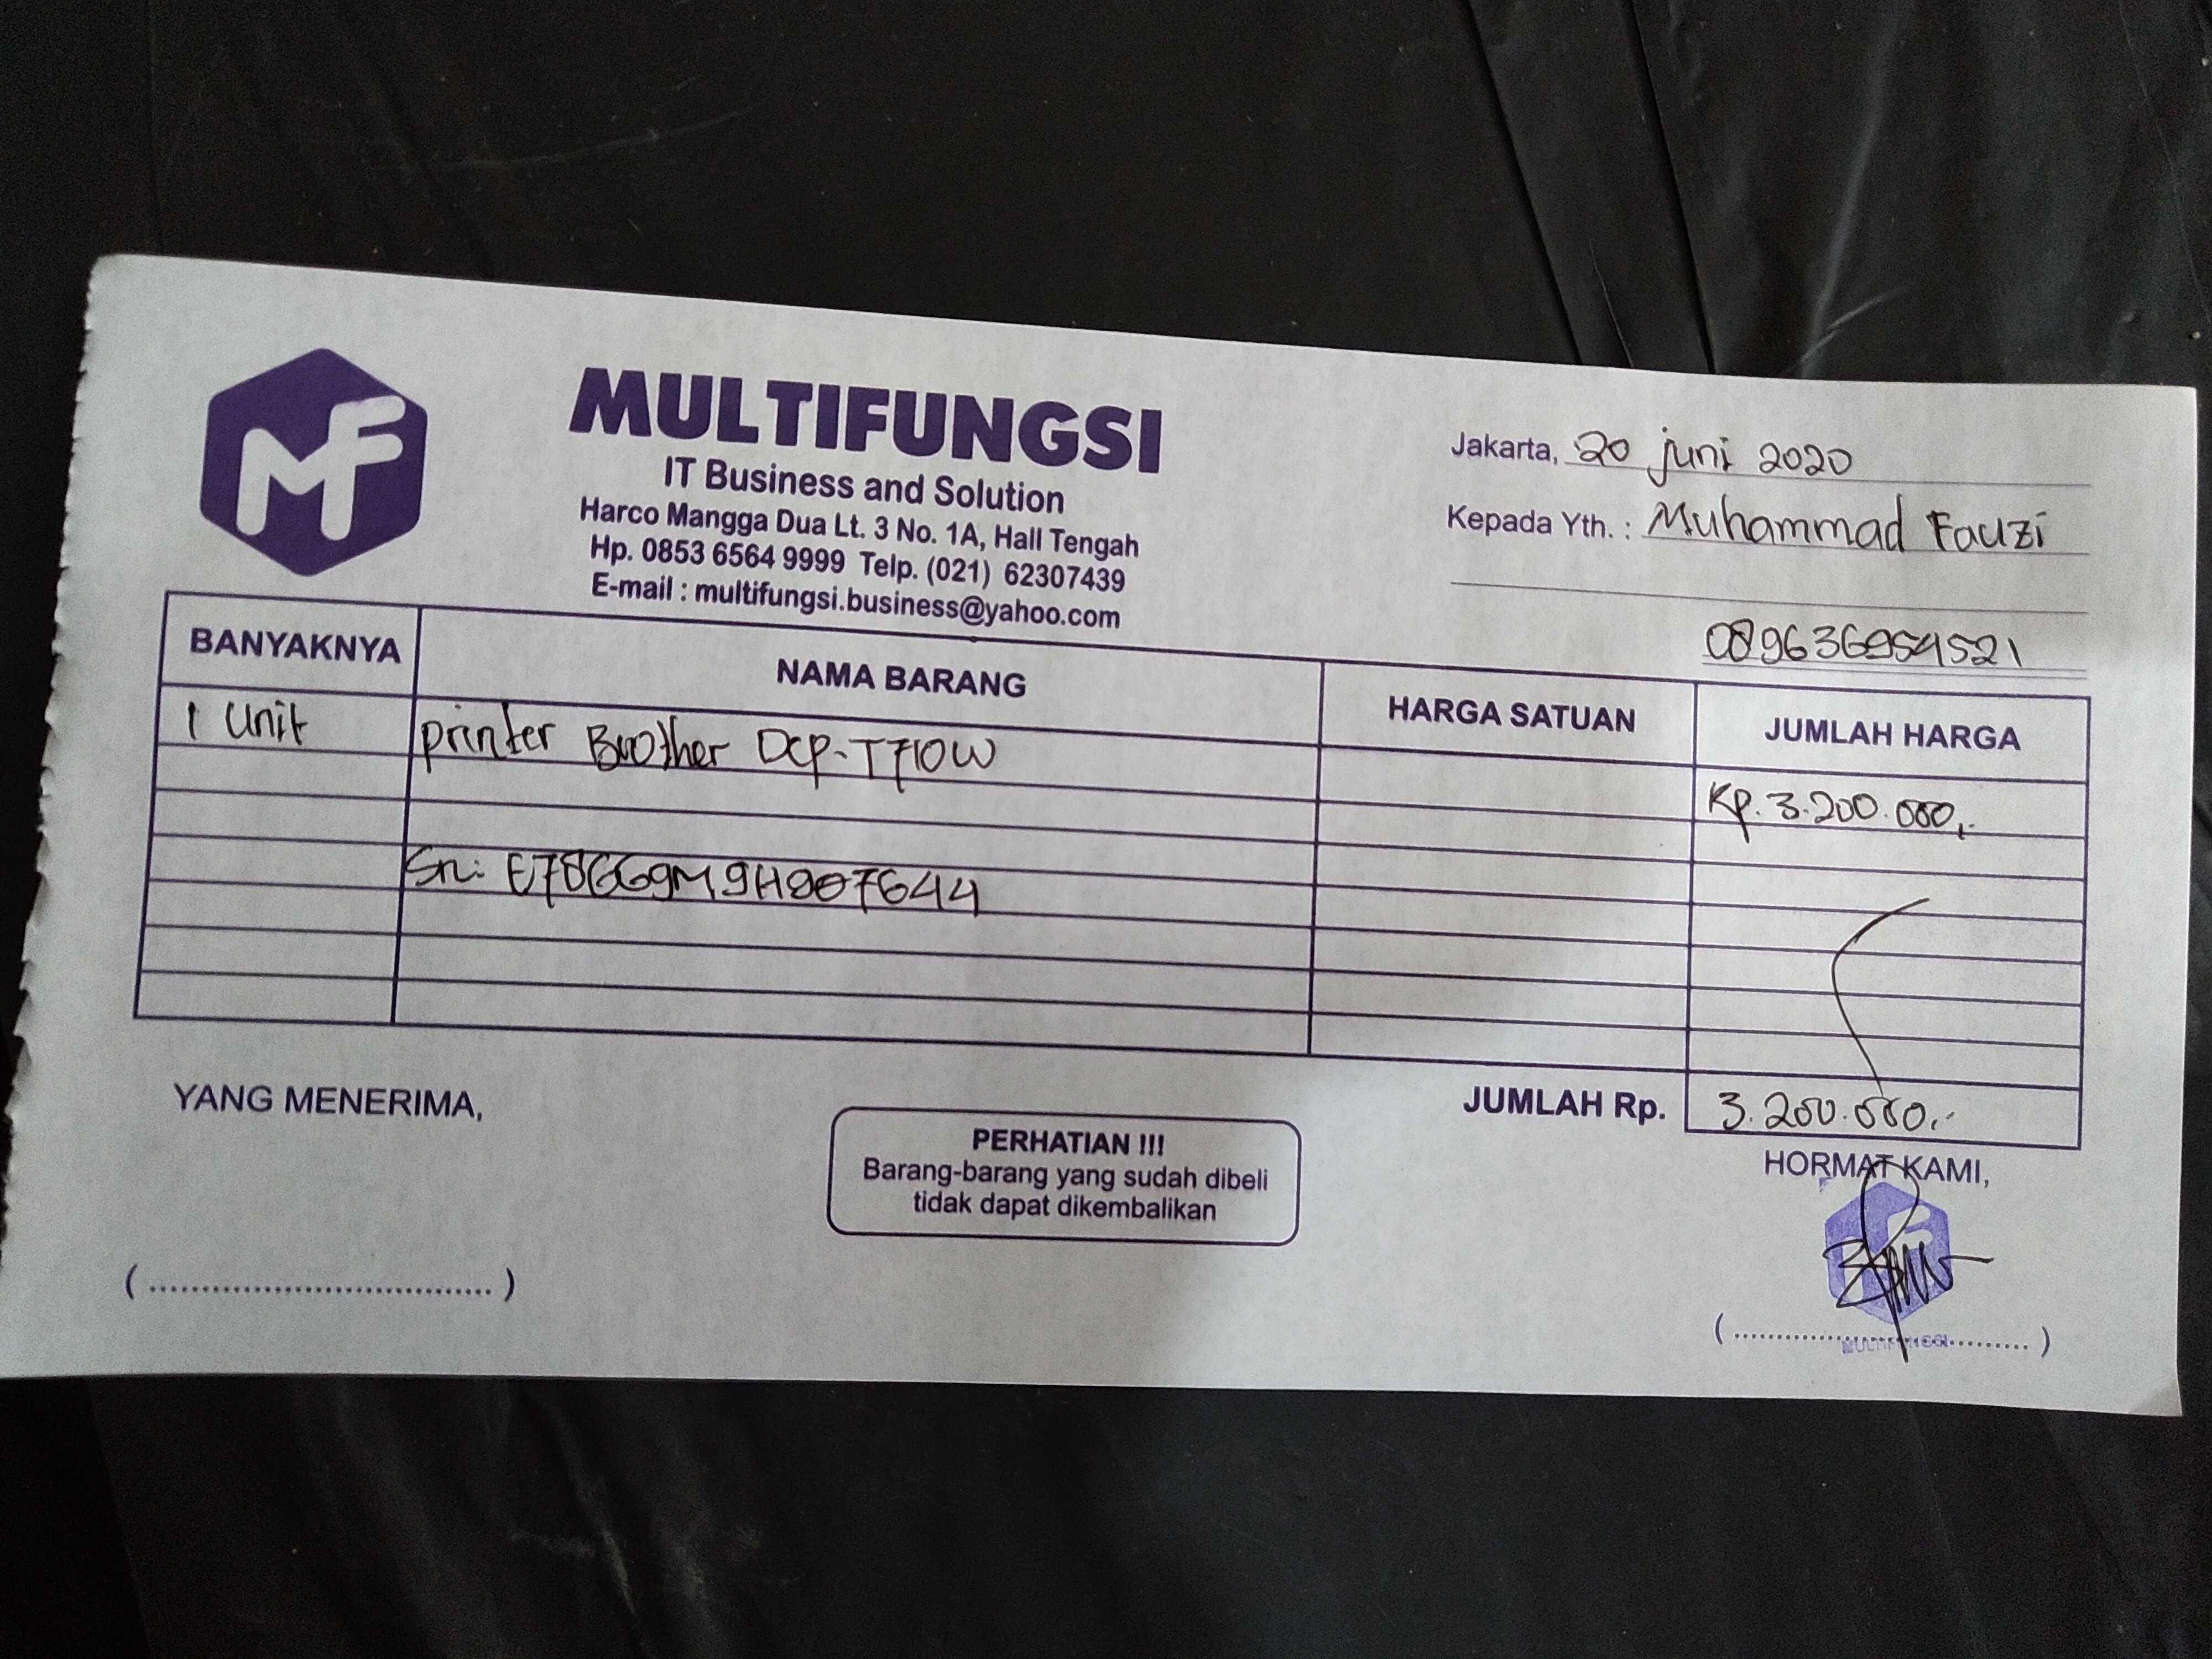 MF
MULTIFUNGSI
IT Business and Solution
Harco Mangga Dua Lt. 3 No. 1A, Hall Tengah
Hp. 0853 6564 9999 Telp. (021) 62307439
E-mail : multifungsi.business@yahoo.com
Jakarta, 20 juni 2020
Kepada Yth. : Muhammad Fauzi
089636954521
BANYAKNYA NAMA BARANG HARGA SATUAN JUMLAH HARGA
1 Unit printer Brother DCP-T710W Rp. 3.200.000,-
Sn:
JUMLAH Rp. 3.200.000,-
YANG MENERIMA,
PERHATIAN !!!
Barang-barang yang sudah dibeli
tidak dapat dikembalikan
HORMAT KAMI,
MULTIFUNGSI
(................................) (................................)